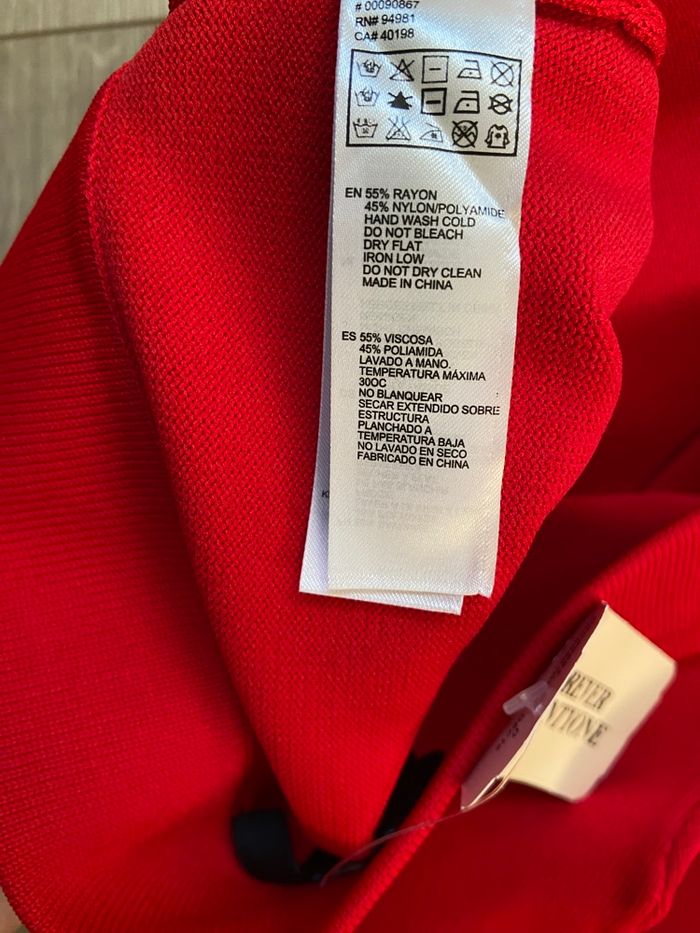 # 00090867
RN# 94981
CA# 40198
EN 55% RAYON
45% NYLON/POLYAMIDE
HAND WASH COLD
DO NOT BLEACH
DRY FLAT
IRON LOW
DO NOT DRY CLEAN
MADE IN CHINA
ES 55% VISCOSA
45% POLIAMIDA
LAVADO A MANO,
TEMPERATURA MÁXIMA
30OC
NO BLANQUEAR
SECAR EXTENDIDO SOBRE
ESTRUCTURA
PLANCHADO A
TEMPERATURA BAJA
NO LAVADO EN SECO
FABRICADO EN CHINA